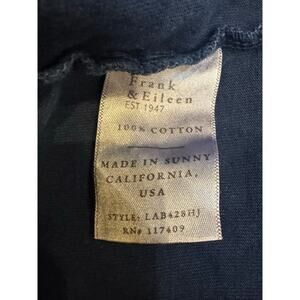 Frank
& Eileen
EST 1947
100% COTTON
MADE IN SUNNY
CALIFORNIA,
USA
STYLE: LAB428HJ
RN# 117409